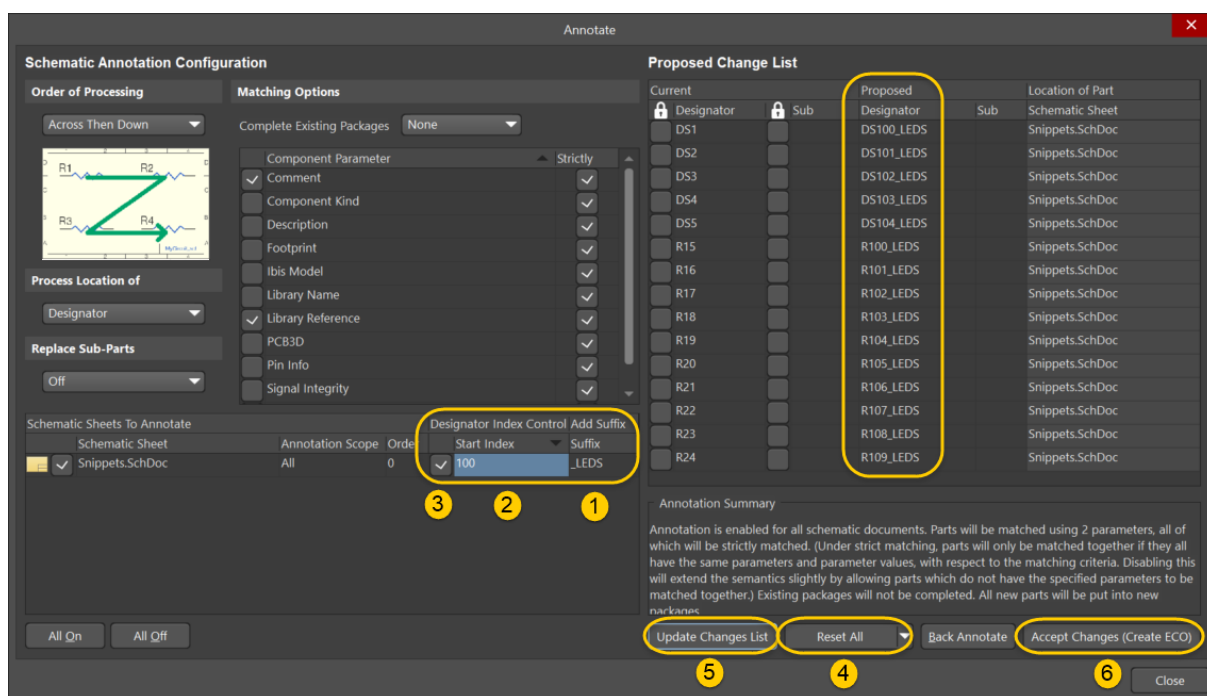 Annotate
Schematic Annotation Configuration
Order of Processing
Matching Options
Across Then Down
Complete Existing Packages None
R1 R2
R3 R4
Component Parameter Strictly
Comment
Component Kind
Description
Footprint
Ibis Model
Library Name
Library Reference
PCB3D
Pin Info
Signal Integrity
Process Location of
Designator
Replace Sub-Parts
Off
Schematic Sheets To Annotate Designator Index Control Add Suffix
Schematic Sheet Annotation Scope Orde Start Index Suffix
Snippets.SchDoc All 0 100 _LEDS
3 2 1
All On All Off
Proposed Change List
Current Proposed Location of Part
Designator Sub Designator Sub Schematic Sheet
DS1 DS100_LEDS Snippets.SchDoc
DS2 DS101_LEDS Snippets.SchDoc
DS3 DS102_LEDS Snippets.SchDoc
DS4 DS103_LEDS Snippets.SchDoc
DS5 DS104_LEDS Snippets.SchDoc
R15 R100_LEDS Snippets.SchDoc
R16 R101_LEDS Snippets.SchDoc
R17 R102_LEDS Snippets.SchDoc
R18 R103_LEDS Snippets.SchDoc
R19 R104_LEDS Snippets.SchDoc
R20 R105_LEDS Snippets.SchDoc
R21 R106_LEDS Snippets.SchDoc
R22 R107_LEDS Snippets.SchDoc
R23 R108_LEDS Snippets.SchDoc
R24 R109_LEDS Snippets.SchDoc
Annotation Summary
Annotation is enabled for all schematic documents. Parts will be matched using 2 parameters, all of
which will be strictly matched. (Under strict matching, parts will only be matched together if they all
have the same parameters and parameter values, with respect to the matching criteria. Disabling this
will extend the semantics slightly by allowing parts which do not have the specified parameters to be
matched together.) Existing packages will not be completed. All new parts will be put into new
packages
Update Changes List Reset All Back Annotate Accept Changes (Create ECO)
5 4 6
Close